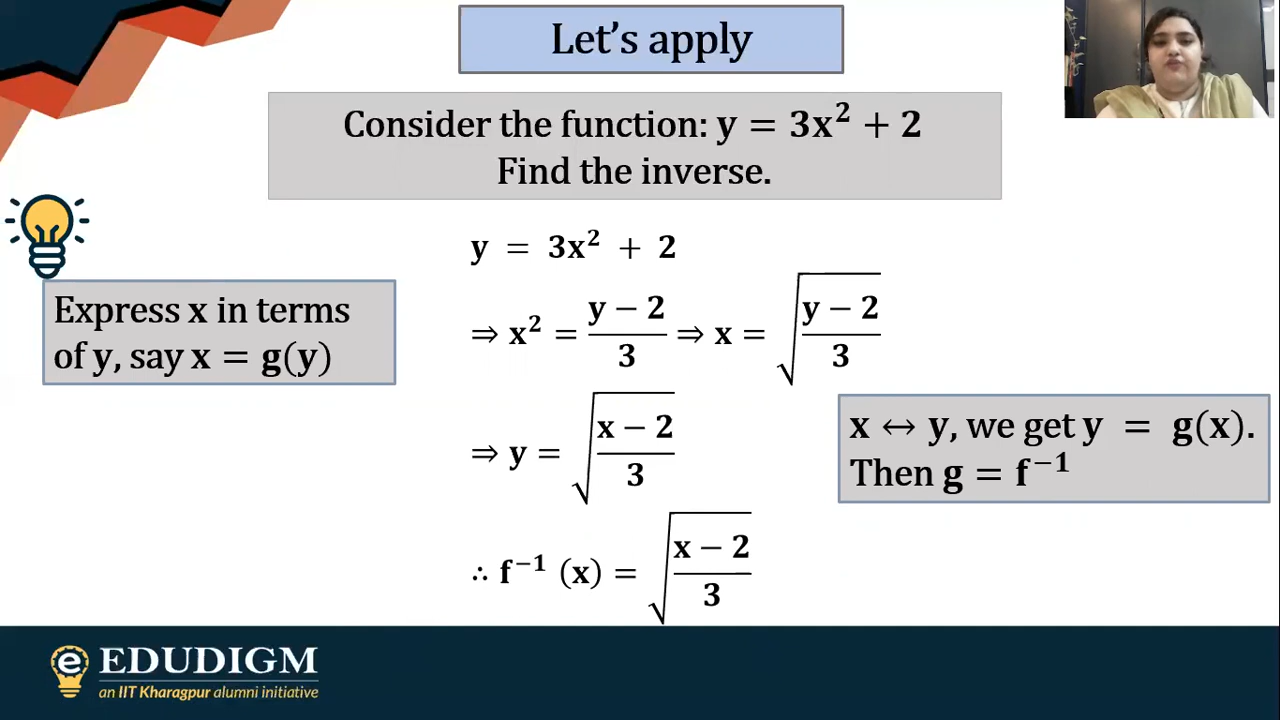 Let's apply
Consider the function: y = 3x² + 2
Find the inverse.
y = 3x² + 2
Express x in terms
of y, say x = g(y)
⇒ x² = (y − 2)/3 ⇒ x = √((y − 2)/3)
⇒ y = √((x − 2)/3)
x ↔ y, we get y = g(x).
Then g = f⁻¹
∴ f⁻¹ (x) = √((x − 2)/3)
e EDUDIGM
an IIT Kharagpur alumni initiative